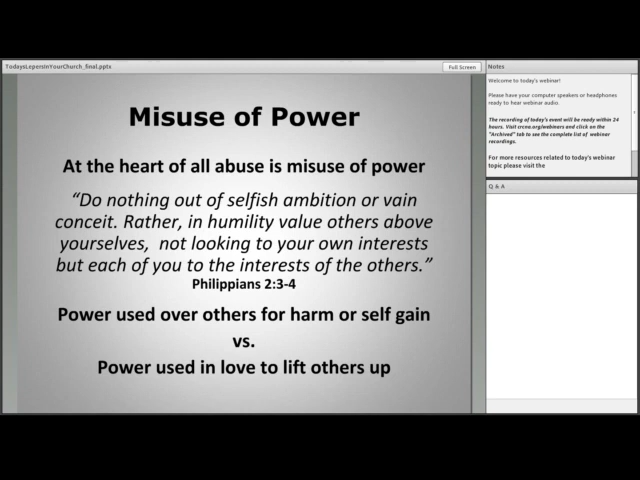 TodaysLepersInYourChurch_final.pptx
Full Screen
Misuse of Power
At the heart of all abuse is misuse of power
“Do nothing out of selfish ambition or vain
conceit. Rather, in humility value others above
yourselves,  not looking to your own interests
but each of you to the interests of the others.”
Philippians 2:3-4
Power used over others for harm or self gain
vs.
Power used in love to lift others up
Notes
Welcome to today's webinar!
Please have your computer speakers or headphones
ready to hear webinar audio.
The recording of today's event will be ready within 24
hours. Visit crcna.org/webinars and click on the
"Archived" tab to see the complete list of  webinar
recordings.
For more resources related to today's webinar
topic please visit the
Q & A